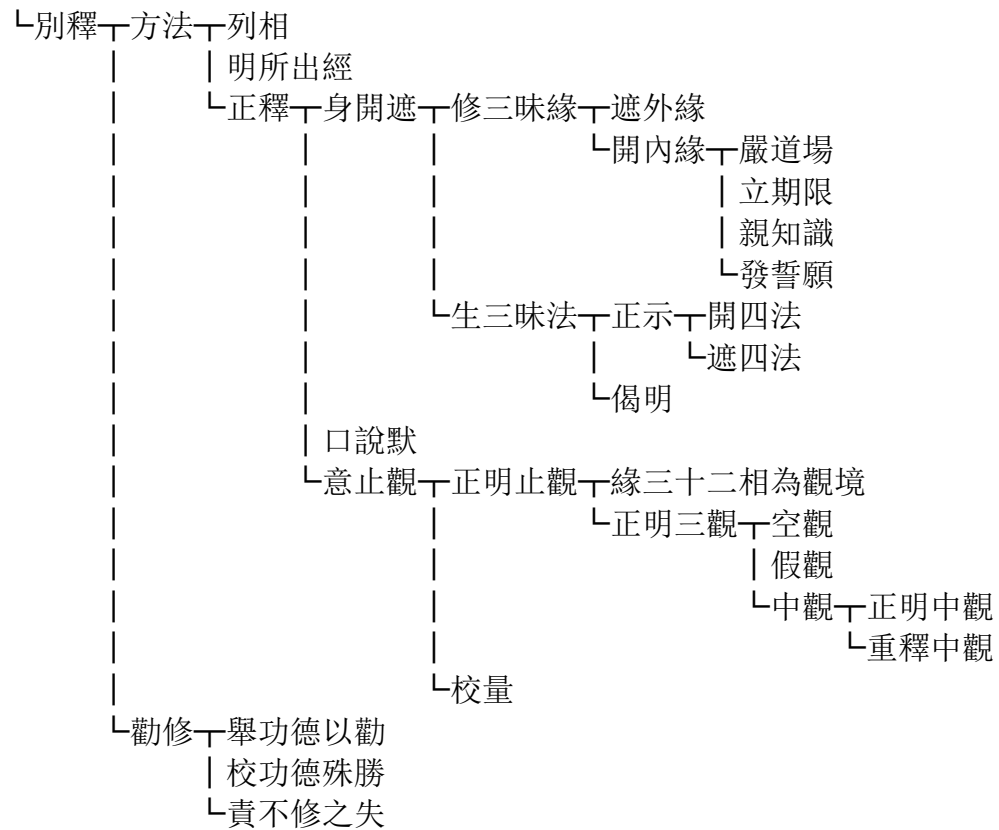 └別釋┬方法┬列相
｜ ｜明所出經
｜ └正釋┬身開遮┬修三昧緣┬遮外緣
｜ ｜ ｜ └開內緣┬嚴道場
｜ ｜ ｜ ｜立期限
｜ ｜ ｜ ｜親知識
｜ ｜ ｜ └發誓願
｜ ｜ └生三昧法┬正示┬開四法
｜ ｜ ｜ └遮四法
｜ ｜ └偈明
｜ ｜口說默
｜ └意止觀┬正明止觀┬緣三十二相為觀境
｜ ｜ └正明三觀┬空觀
｜ ｜ ｜假觀
｜ ｜ └中觀┬正明中觀
｜ ｜ └重釋中觀
｜ └校量
└勸修┬舉功德以勸
｜校功德殊勝
└責不修之失